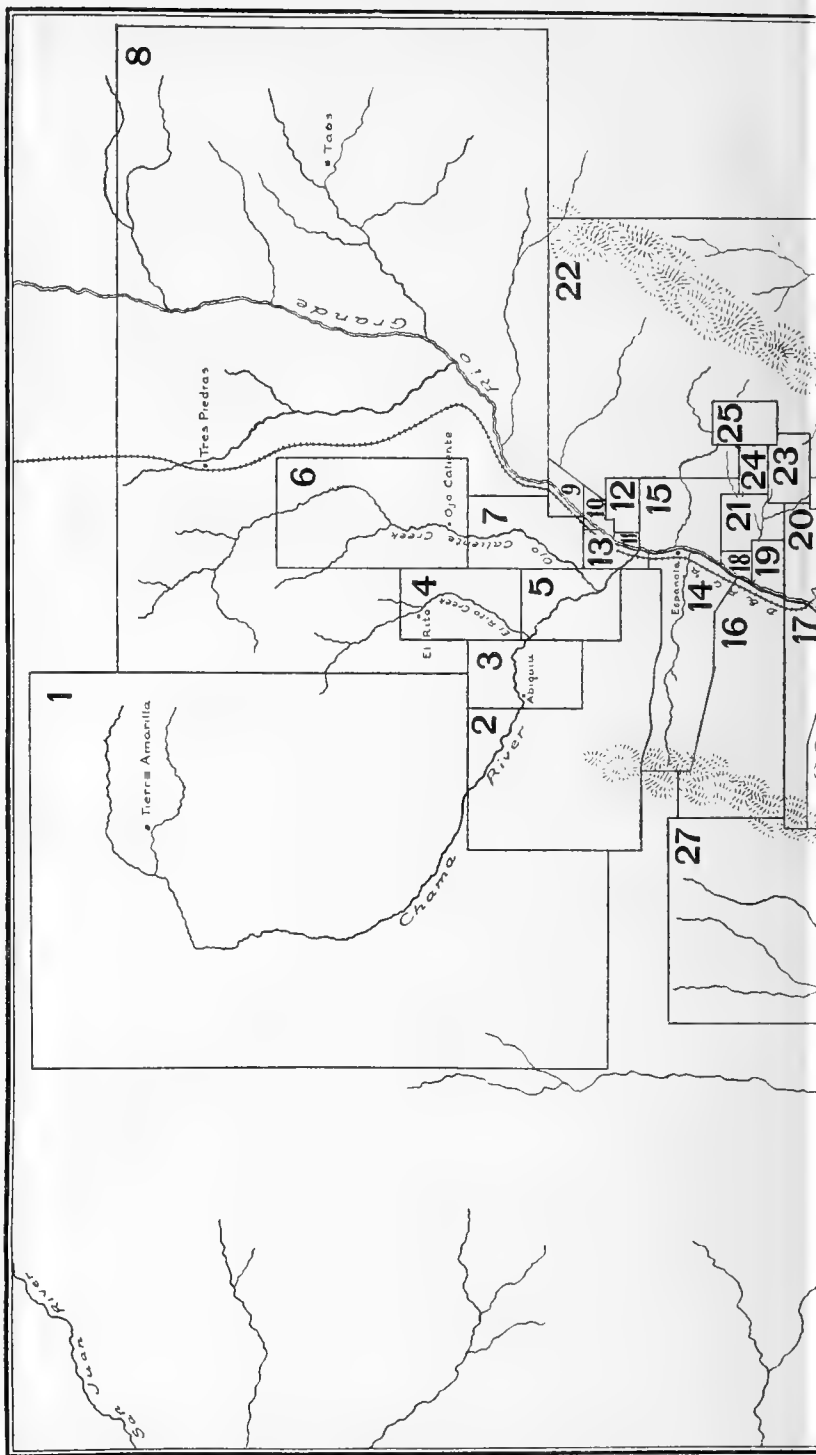 8
Taos
Tres Piedras
Rio Grande
6
Ojo Caliente
Ojo Caliente Creek
7
22
9
10
12
13
11
15
4
El Rito
El Rito Creek
5
3
Abiquiu
2
1
Tierra Amarilla
Chama River
25
24
23
21
20
18
19
Española
14
D. & R. G. R. R.
16
17
27
San Juan River